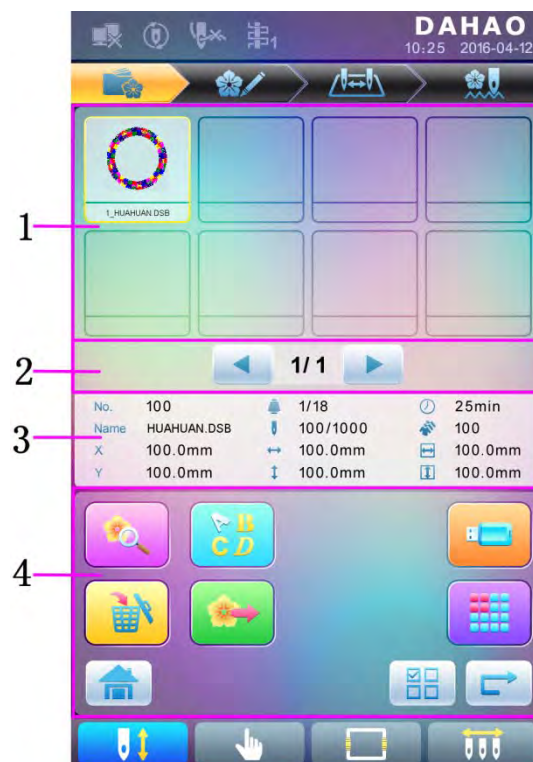 DAHAO
10:25 2016-04-12
1
1_HUAHUAN.DSB
1
2
1/1
3
No. 100 1/18 25min
Name HUAHUAN.DSB 100/1000 100
X 100.0mm 100.0mm 100.0mm
Y 100.0mm 100.0mm 100.0mm
4
A B
C D